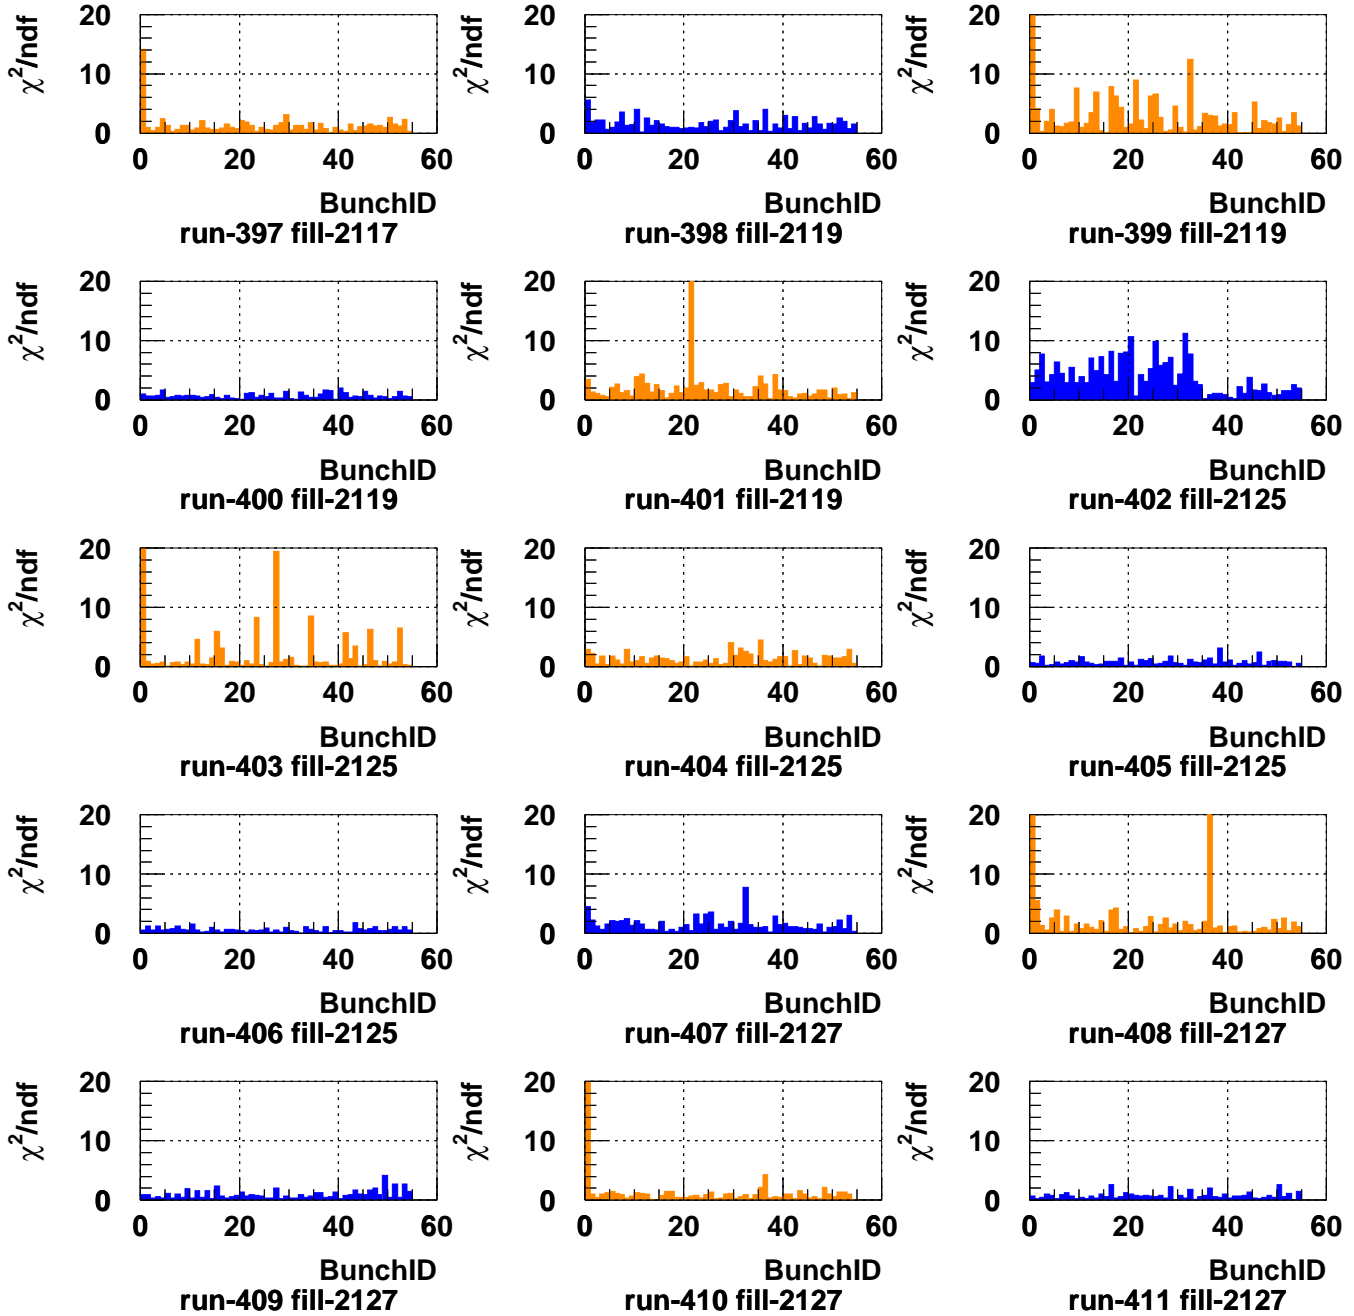 χ²/ndf 20 10 0 0 20 40 60 BunchID run-397 fill-2117
χ²/ndf 20 10 0 0 20 40 60 BunchID run-398 fill-2119
χ²/ndf 20 10 0 0 20 40 60 BunchID run-399 fill-2119
χ²/ndf 20 10 0 0 20 40 60 BunchID run-400 fill-2119
χ²/ndf 20 10 0 0 20 40 60 BunchID run-401 fill-2119
χ²/ndf 20 10 0 0 20 40 60 BunchID run-402 fill-2125
χ²/ndf 20 10 0 0 20 40 60 BunchID run-403 fill-2125
χ²/ndf 20 10 0 0 20 40 60 BunchID run-404 fill-2125
χ²/ndf 20 10 0 0 20 40 60 BunchID run-405 fill-2125
χ²/ndf 20 10 0 0 20 40 60 BunchID run-406 fill-2125
χ²/ndf 20 10 0 0 20 40 60 BunchID run-407 fill-2127
χ²/ndf 20 10 0 0 20 40 60 BunchID run-408 fill-2127
χ²/ndf 20 10 0 0 20 40 60 BunchID run-409 fill-2127
χ²/ndf 20 10 0 0 20 40 60 BunchID run-410 fill-2127
χ²/ndf 20 10 0 0 20 40 60 BunchID run-411 fill-2127